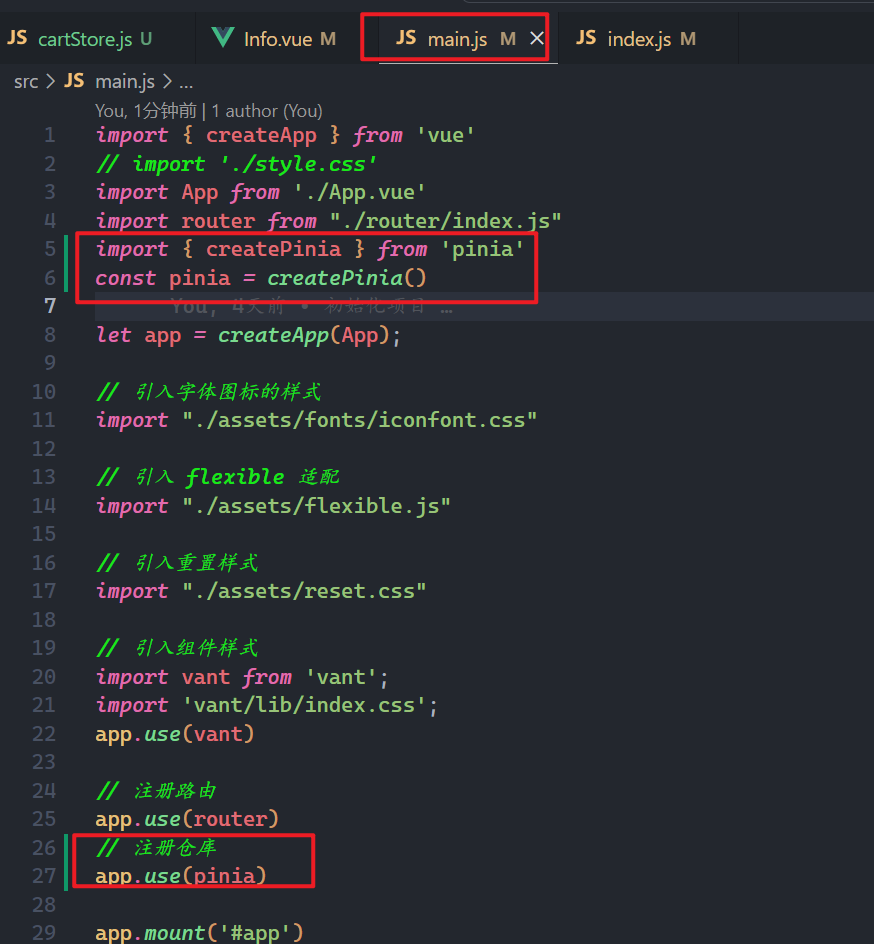 JS cartStore.js U Info.vue M JS main.js M JS index.js M
src > JS main.js > ...
You, 1分钟前 | 1 author (You)
1 import { createApp } from 'vue'
2 // import './style.css'
3 import App from './App.vue'
4 import router from "./router/index.js"
5 import { createPinia } from 'pinia'
6 const pinia = createPinia()
7 You, 4天前 • 初始化项目 …
8 let app = createApp(App);
9
10 // 引入字体图标的样式
11 import "./assets/fonts/iconfont.css"
12
13 // 引入 flexible 适配
14 import "./assets/flexible.js"
15
16 // 引入重置样式
17 import "./assets/reset.css"
18
19 // 引入组件样式
20 import vant from 'vant';
21 import 'vant/lib/index.css';
22 app.use(vant)
23
24 // 注册路由
25 app.use(router)
26 // 注册仓库
27 app.use(pinia)
28
29 app.mount('#app')